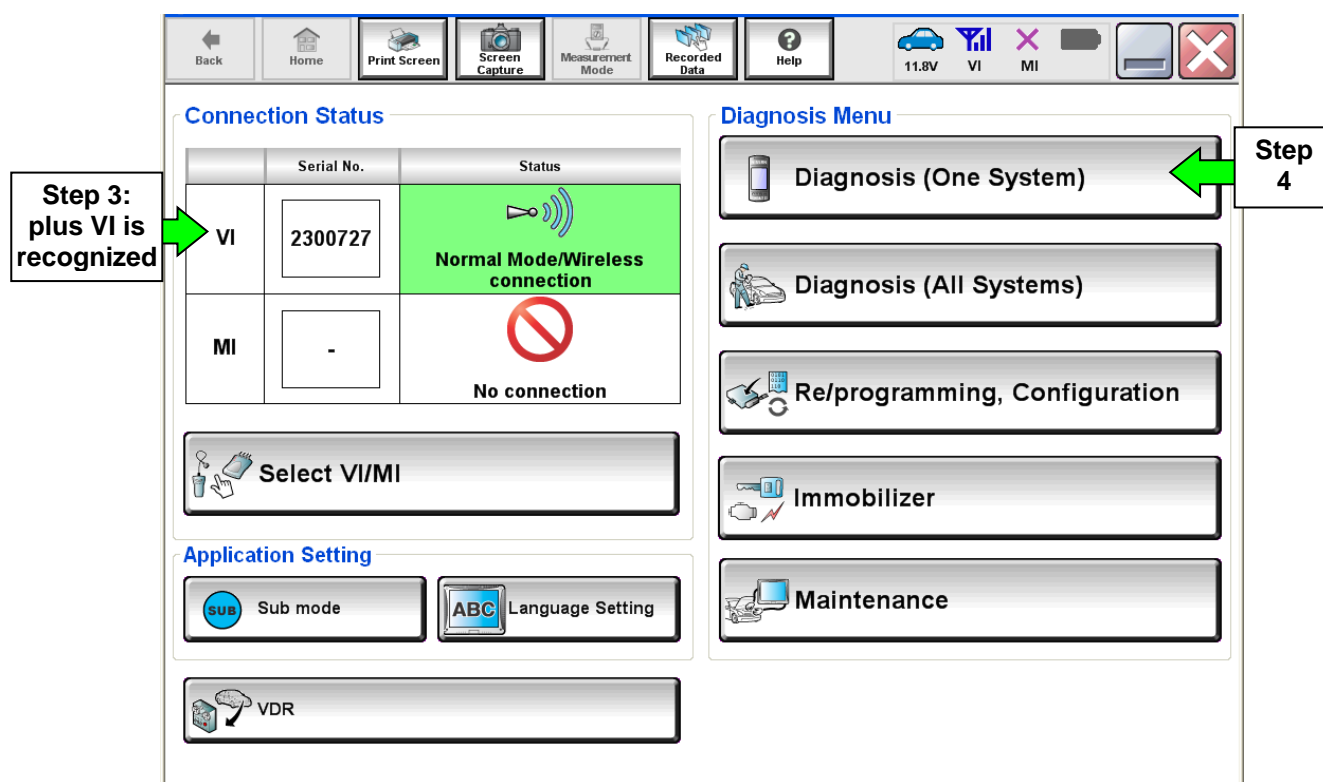 Back
Home
Print Screen
Screen
Capture
Measurement
Mode
Recorded
Data
?
Help
11.8V
VI
MI
Connection Status
Serial No.
Status
VI
2300727
Normal Mode/Wireless
connection
MI
-
No connection
Select VI/MI
Application Setting
SUB
Sub mode
ABC
Language Setting
VDR
Diagnosis Menu
Diagnosis (One System)
Diagnosis (All Systems)
Re/programming, Configuration
Immobilizer
Maintenance
Step 3:
plus VI is
recognized
Step
4